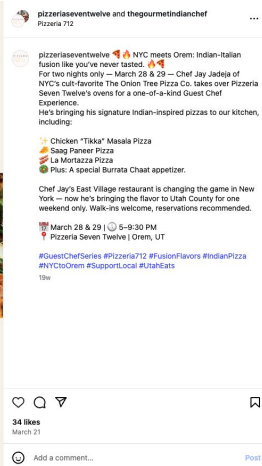 pizzeriaseventwelve and thegourmetindianchef
Pizzeria 712
pizzeriaseventwelve 🍕🔥 NYC meets Orem: Indian-Italian
fusion like you've never tasted. 🔥🍕
For two nights only — March 28 & 29 — Chef Jay Jadeja of
NYC's cult-favorite The Onion Tree Pizza Co. takes over Pizzeria
Seven Twelve's ovens for a one-of-a-kind Guest Chef
Experience.
He's bringing his signature Indian-inspired pizzas to our kitchen,
including:
✨ Chicken "Tikka" Masala Pizza
Saag Paneer Pizza
La Mortazza Pizza
Plus: A special Burrata Chaat appetizer.
Chef Jay's East Village restaurant is changing the game in New
York — now he's bringing the flavor to Utah County for one
weekend only. Walk-ins welcome, reservations recommended.
📅 March 28 & 29 | 🕔 5–9:30 PM
📍 Pizzeria Seven Twelve | Orem, UT
#GuestChefSeries #Pizzeria712 #FusionFlavors #IndianPizza
#NYCtoOrem #SupportLocal #UtahEats
19w
34 likes
March 21
Add a comment...
Post